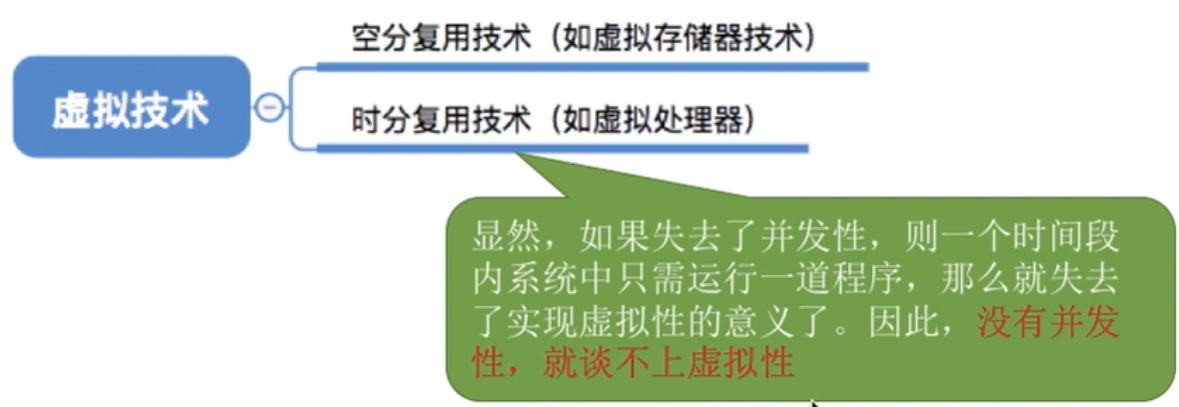 空分复用技术（如虚拟存储器技术）
虚拟技术
时分复用技术（如虚拟处理器）
显然，如果失去了并发性，则一个时间段
内系统中只需运行一道程序，那么就失去
了实现虚拟性的意义了。因此，没有并发
性，就谈不上虚拟性